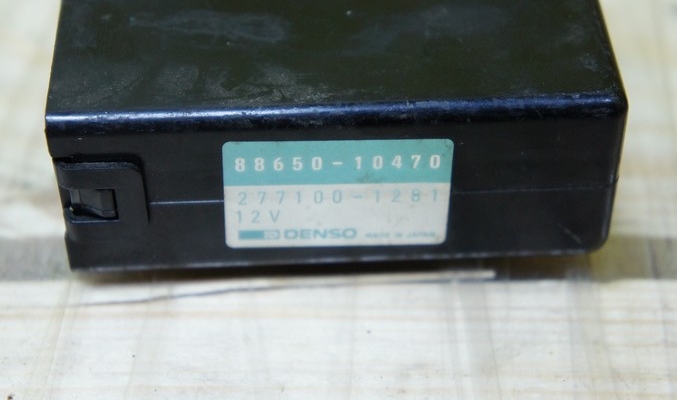 88650-10470
277100-1281
12V
DENSO MADE IN JAPAN